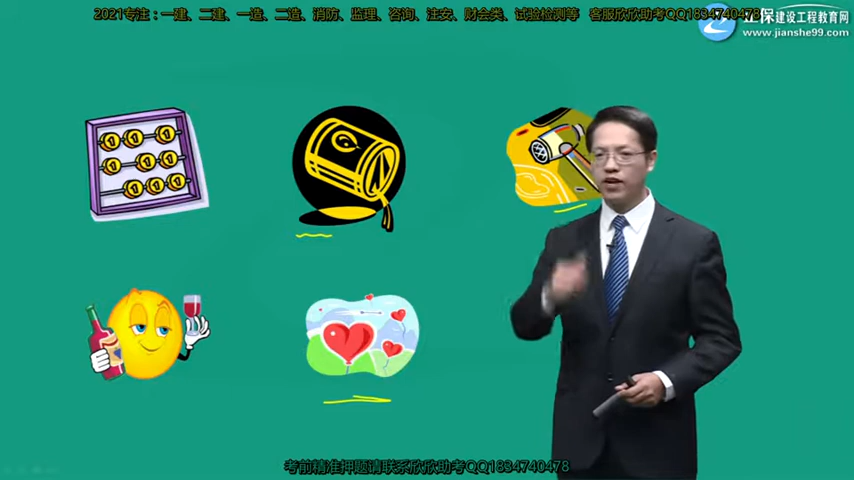 2021专注：一建、二建、一造、二造、消防、监理、咨询、注安、财会类、试验检测等 客服欣欣助考QQ1834740478
正保建设工程教育网
www.jianshe99.com
考前精准押题请联系欣欣助考QQ1834740478